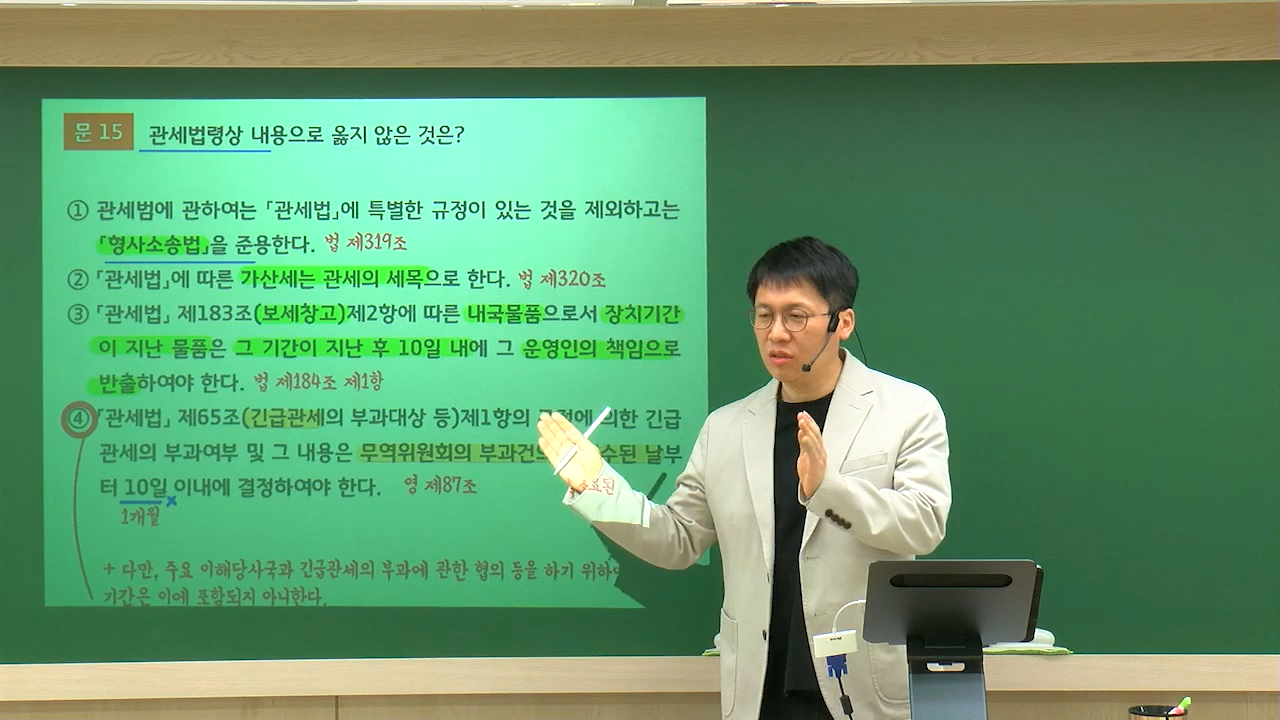 문 15 관세법령상 내용으로 옳지 않은 것은?
① 관세범에 관하여는 「관세법」에 특별한 규정이 있는 것을 제외하고는
「형사소송법」을 준용한다. 법 제319조
② 「관세법」에 따른 가산세는 관세의 세목으로 한다. 법 제320조
③ 「관세법」 제183조(보세창고)제2항에 따른 내국물품으로서 장치기간
이 지난 물품은 그 기간이 지난 후 10일 내에 그 운영인의 책임으로
반출하여야 한다. 법 제184조 제1항
④ 「관세법」 제65조(긴급관세의 부과대상 등)제1항의 의한 긴급
관세의 부과여부 및 그 내용은 무역위원회의 날부
터 10일 이내에 결정하여야 한다. 영 제87조
1개월
+ 다만, 주요 이해당사국과 긴급관세의 부과에 관한 협의 등을 하기 위하
기간은 이에 포함되지 아니한다.